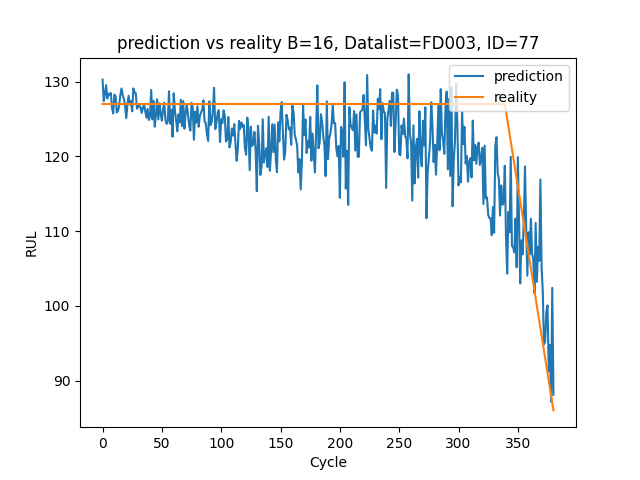 prediction vs reality B=16, Datalist=FD003, ID=77
prediction
reality
RUL
130
120
110
100
90
0
50
100
150
200
250
300
350
Cycle